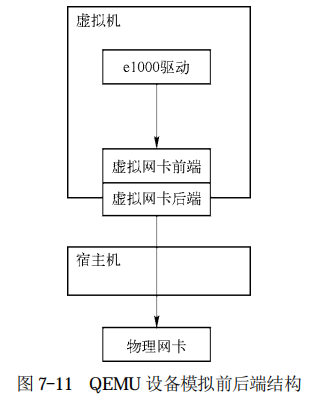 虚拟机
e1000驱动
虚拟网卡前端
虚拟网卡后端
宿主机
物理网卡
图 7-11 QEMU 设备模拟前后端结构